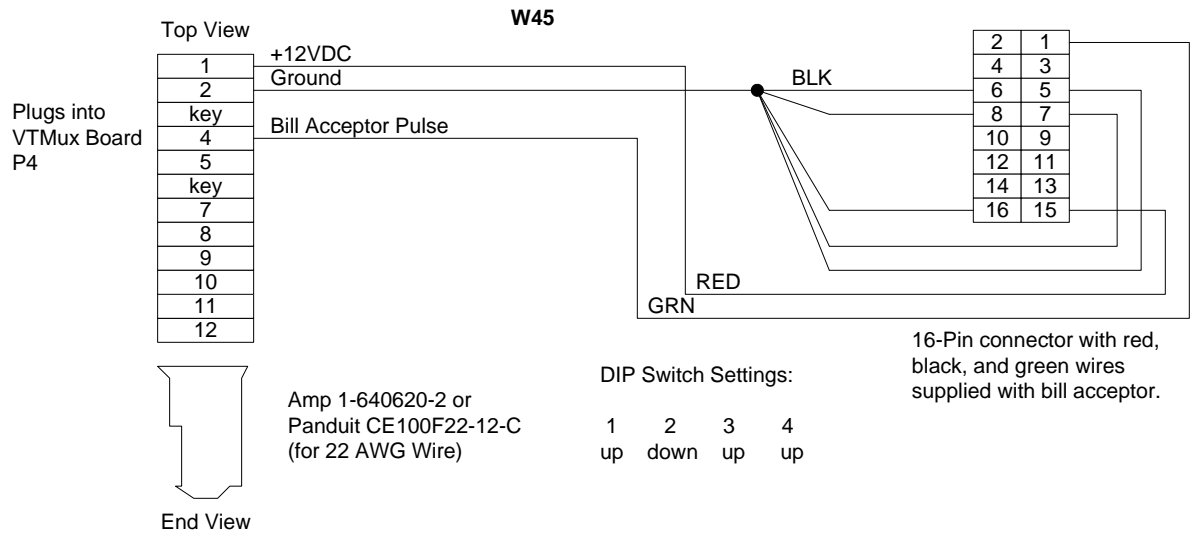 W45
Top View
Plugs into
VTMux Board
P4
1
2
key
4
5
key
7
8
9
10
11
12
+12VDC
Ground
Bill Acceptor Pulse
BLK
RED
GRN
2 1
4 3
6 5
8 7
10 9
12 11
14 13
16 15
16-Pin connector with red,
black, and green wires
supplied with bill acceptor.
End View
Amp 1-640620-2 or
Panduit CE100F22-12-C
(for 22 AWG Wire)
DIP Switch Settings:
1 2 3 4
up down up up